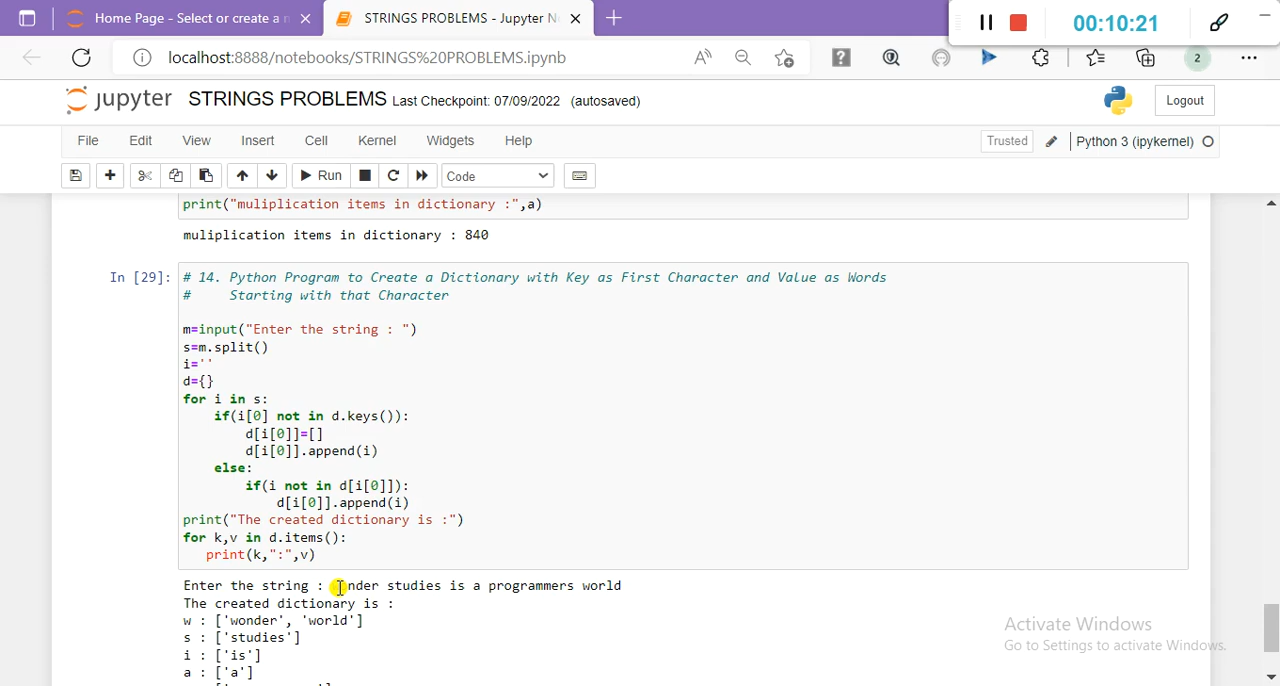 Home Page - Select or create a n
STRINGS PROBLEMS - Jupyter N
00:10:21
localhost:8888/notebooks/STRINGS%20PROBLEMS.ipynb
2
jupyter STRINGS PROBLEMS Last Checkpoint: 07/09/2022 (autosaved)
Logout
File Edit View Insert Cell Kernel Widgets Help
Trusted Python 3 (ipykernel)
Run Code
print("muliplication items in dictionary :",a)
muliplication items in dictionary : 840
In [29]: # 14. Python Program to Create a Dictionary with Key as First Character and Value as Words
# Starting with that Character
m=input("Enter the string : ")
s=m.split()
i=''
d={}
for i in s:
if(i[0] not in d.keys()):
d[i[0]]=[]
d[i[0]].append(i)
else:
if(i not in d[i[0]]):
d[i[0]].append(i)
print("The created dictionary is :")
for k,v in d.items():
print(k,":",v)
Enter the string : wonder studies is a programmers world
The created dictionary is :
w : ['wonder', 'world']
s : ['studies']
i : ['is']
a : ['a']
Activate Windows
Go to Settings to activate Windows.